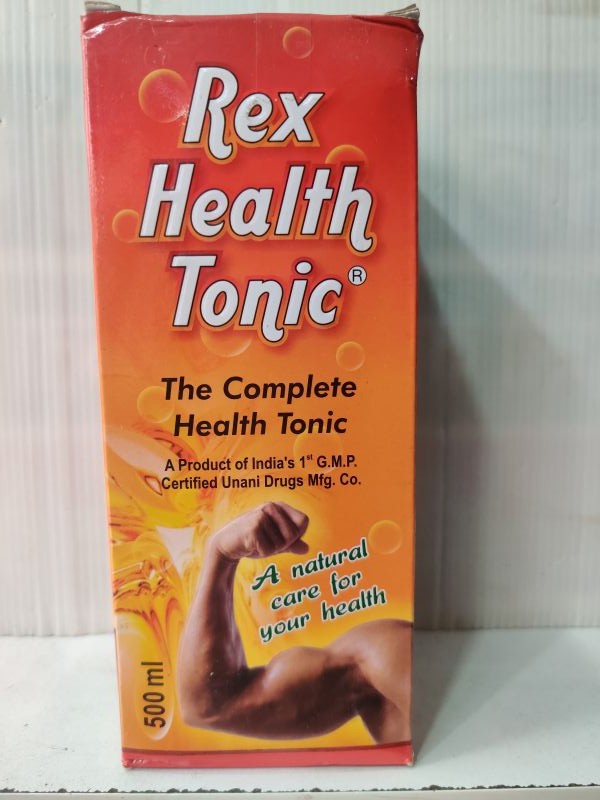 Rex
Health
Tonic®
The Complete
Health Tonic
A Product of India's 1st G.M.P.
Certified Unani Drugs Mfg. Co.
A natural
care for
your health
500 ml